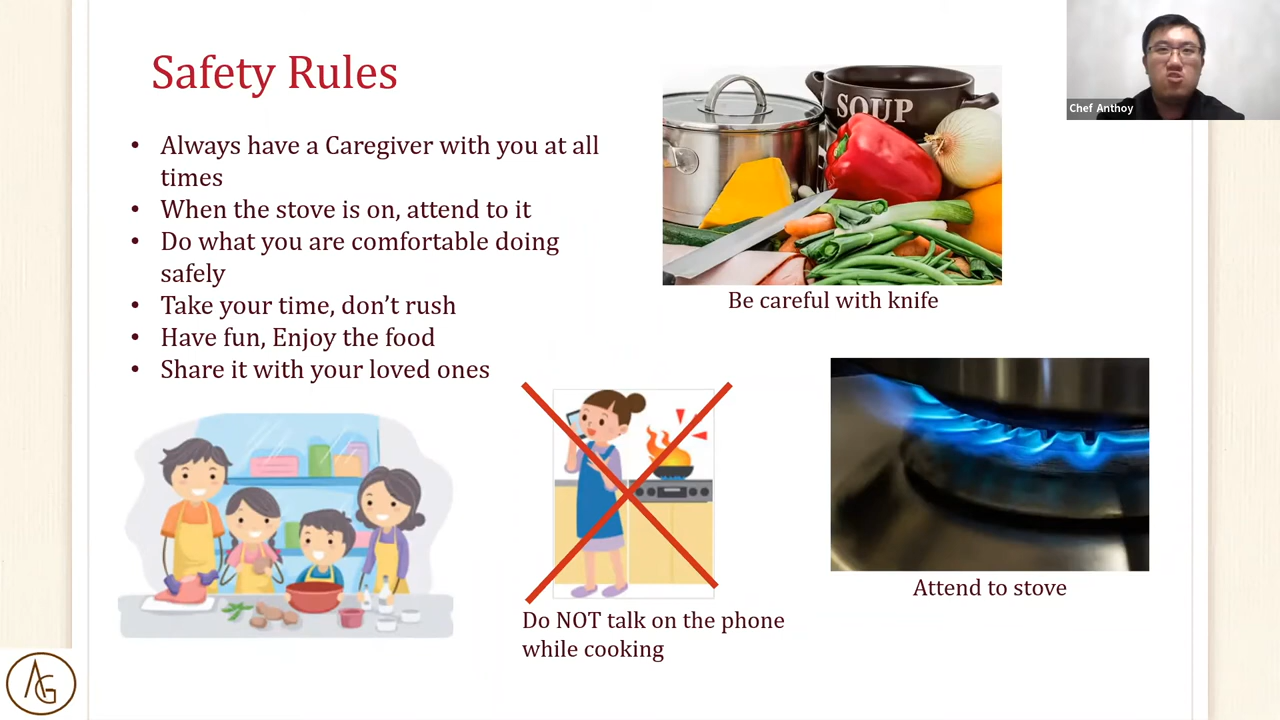 Safety Rules
• Always have a Caregiver with you at all
times
• When the stove is on, attend to it
• Do what you are comfortable doing
safely
• Take your time, don’t rush
• Have fun, Enjoy the food
• Share it with your loved ones
SOUP
Be careful with knife
Chef Anthoy
Do NOT talk on the phone
while cooking
Attend to stove
AG